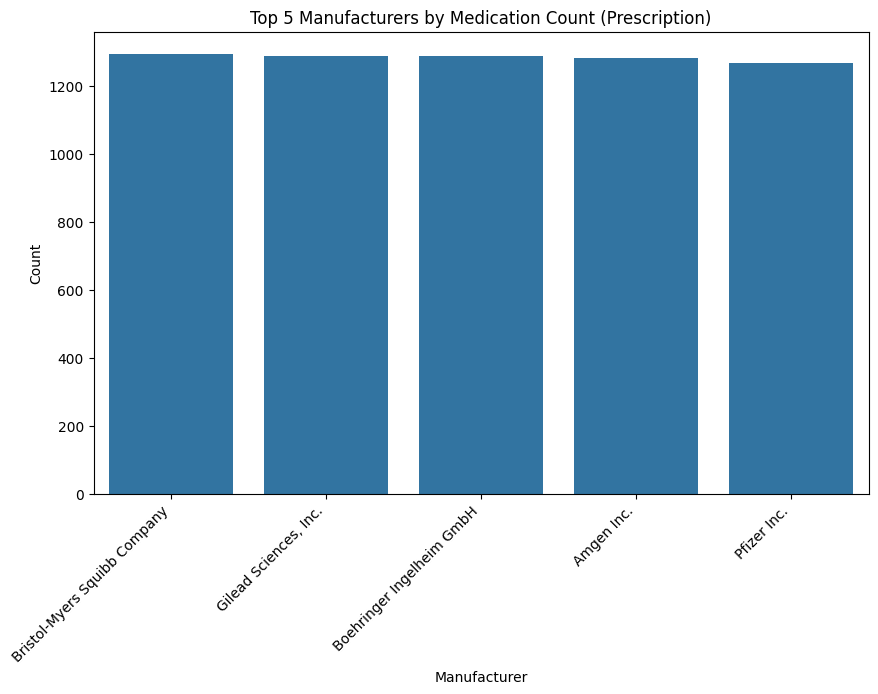 Top 5 Manufacturers by Medication Count (Prescription)
Count
1200
1000
800
600
400
200
0
Bristol-Myers Squibb Company
Gilead Sciences, Inc.
Boehringer Ingelheim GmbH
Amgen Inc.
Pfizer Inc.
Manufacturer